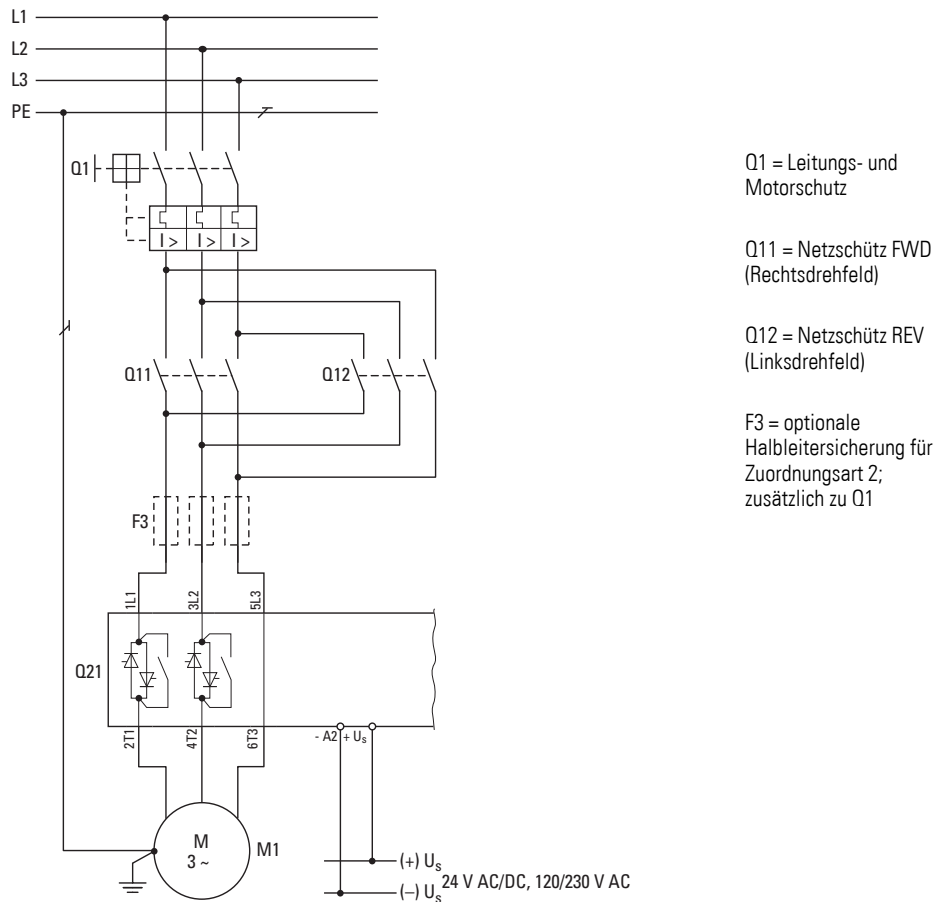 L1
L2
L3
PE
Q1
I > I > I >
Q1 = Leitungs- und
Motorschutz
Q11 = Netzschütz FWD
(Rechtsdrehfeld)
Q12 = Netzschütz REV
(Linksdrehfeld)
F3 = optionale
Halbleitersicherung für
Zuordnungsart 2;
zusätzlich zu Q1
Q11
Q12
F3
1L1
3L2
5L3
Q21
2T1
4T2
6T3
- A2
+ Us
M
3 ~
M1
(+) Us
(–) Us
24 V AC/DC, 120/230 V AC